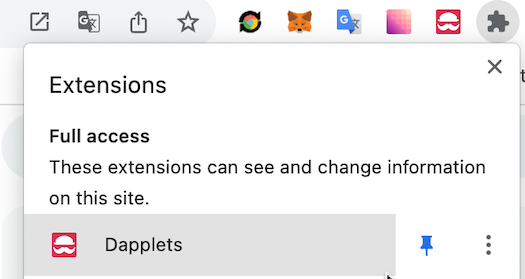 Extensions
Full access
These extensions can see and change information
on this site.
Dapplets